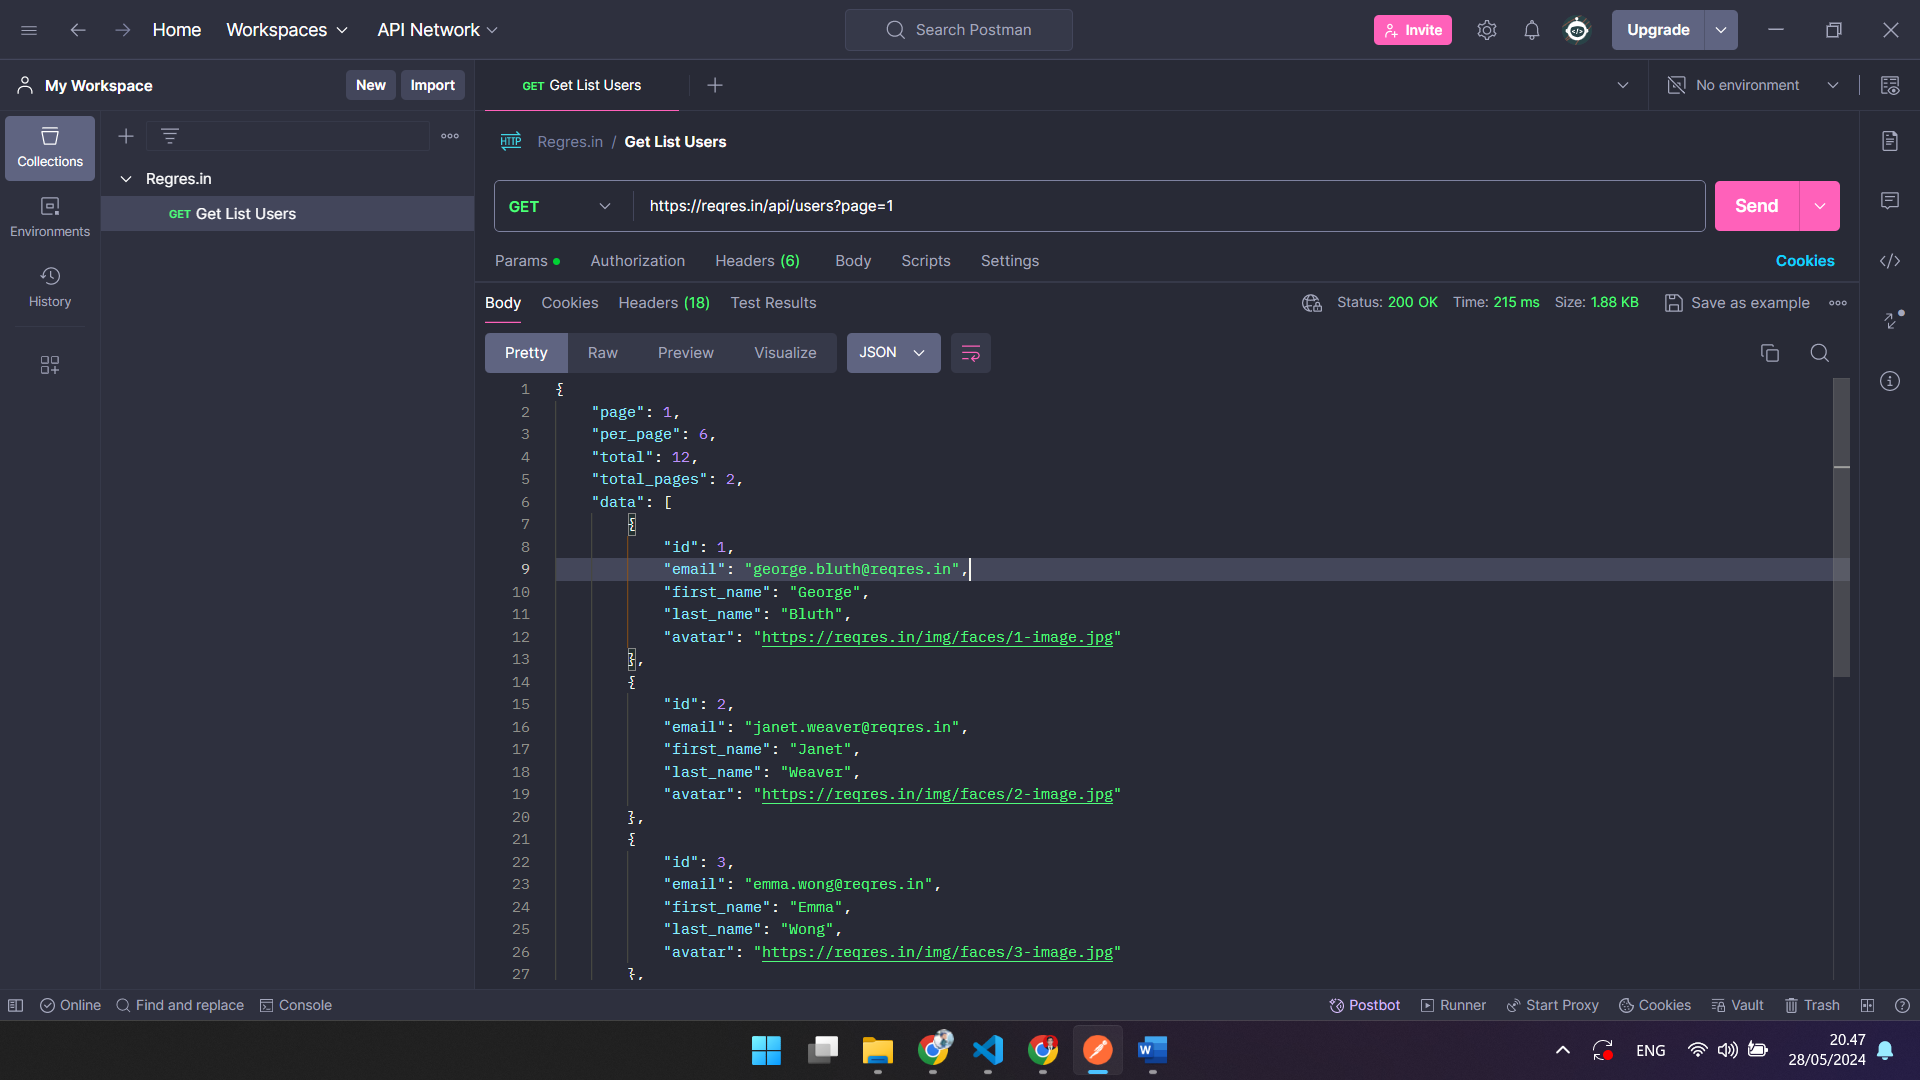 Home Workspaces API Network Search Postman Invite Upgrade
My Workspace New Import GET Get List Users No environment
Collections
Environments
History
Regres.in
GET Get List Users
HTTP Regres.in / Get List Users
GET https://reqres.in/api/users?page=1 Send
Params Authorization Headers (6) Body Scripts Settings Cookies
Body Cookies Headers (18) Test Results Status: 200 OK Time: 215 ms Size: 1.88 KB Save as example
Pretty Raw Preview Visualize JSON
1 {
2 "page": 1,
3 "per_page": 6,
4 "total": 12,
5 "total_pages": 2,
6 "data": [
7 {
8 "id": 1,
9 "email": "george.bluth@reqres.in",
10 "first_name": "George",
11 "last_name": "Bluth",
12 "avatar": "https://reqres.in/img/faces/1-image.jpg"
13 },
14 {
15 "id": 2,
16 "email": "janet.weaver@reqres.in",
17 "first_name": "Janet",
18 "last_name": "Weaver",
19 "avatar": "https://reqres.in/img/faces/2-image.jpg"
20 },
21 {
22 "id": 3,
23 "email": "emma.wong@reqres.in",
24 "first_name": "Emma",
25 "last_name": "Wong",
26 "avatar": "https://reqres.in/img/faces/3-image.jpg"
27 },
Online Find and replace Console Postbot Runner Start Proxy Cookies Vault Trash
W ENG 20.47
28/05/2024